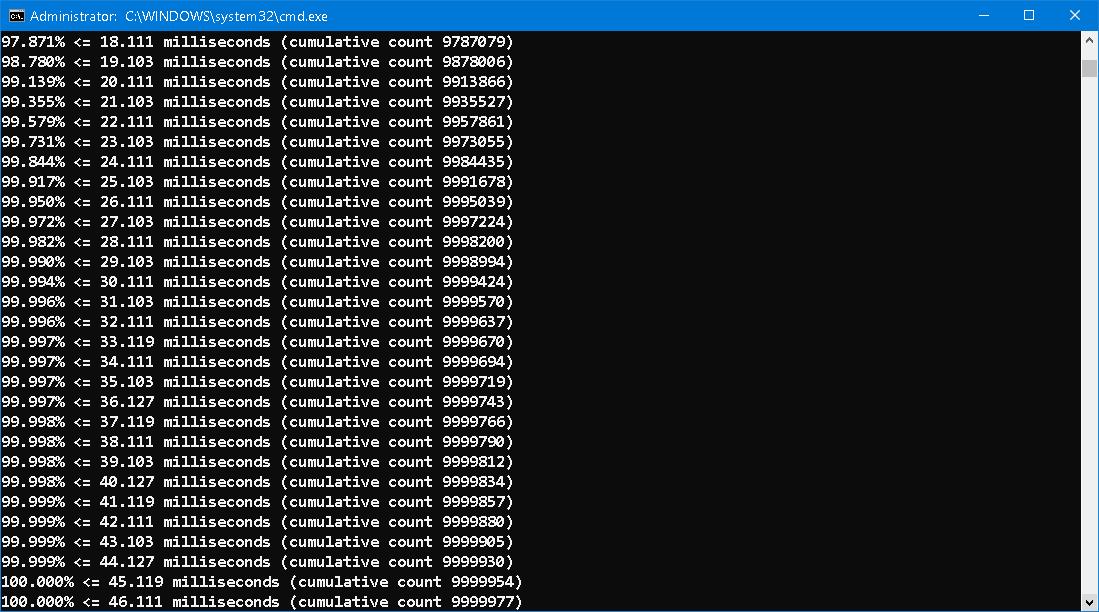 Administrator: C:\WINDOWS\system32\cmd.exe
97.871% <= 18.111 milliseconds (cumulative count 9787079)
98.780% <= 19.103 milliseconds (cumulative count 9878006)
99.139% <= 20.111 milliseconds (cumulative count 9913866)
99.355% <= 21.103 milliseconds (cumulative count 9935527)
99.579% <= 22.111 milliseconds (cumulative count 9957861)
99.731% <= 23.103 milliseconds (cumulative count 9973055)
99.844% <= 24.111 milliseconds (cumulative count 9984435)
99.917% <= 25.103 milliseconds (cumulative count 9991678)
99.950% <= 26.111 milliseconds (cumulative count 9995039)
99.972% <= 27.103 milliseconds (cumulative count 9997224)
99.982% <= 28.111 milliseconds (cumulative count 9998200)
99.990% <= 29.103 milliseconds (cumulative count 9998994)
99.994% <= 30.111 milliseconds (cumulative count 9999424)
99.996% <= 31.103 milliseconds (cumulative count 9999570)
99.996% <= 32.111 milliseconds (cumulative count 9999637)
99.997% <= 33.119 milliseconds (cumulative count 9999670)
99.997% <= 34.111 milliseconds (cumulative count 9999694)
99.997% <= 35.103 milliseconds (cumulative count 9999719)
99.997% <= 36.127 milliseconds (cumulative count 9999743)
99.998% <= 37.119 milliseconds (cumulative count 9999766)
99.998% <= 38.111 milliseconds (cumulative count 9999790)
99.998% <= 39.103 milliseconds (cumulative count 9999812)
99.998% <= 40.127 milliseconds (cumulative count 9999834)
99.999% <= 41.119 milliseconds (cumulative count 9999857)
99.999% <= 42.111 milliseconds (cumulative count 9999880)
99.999% <= 43.103 milliseconds (cumulative count 9999905)
99.999% <= 44.127 milliseconds (cumulative count 9999930)
100.000% <= 45.119 milliseconds (cumulative count 9999954)
100.000% <= 46.111 milliseconds (cumulative count 9999977)